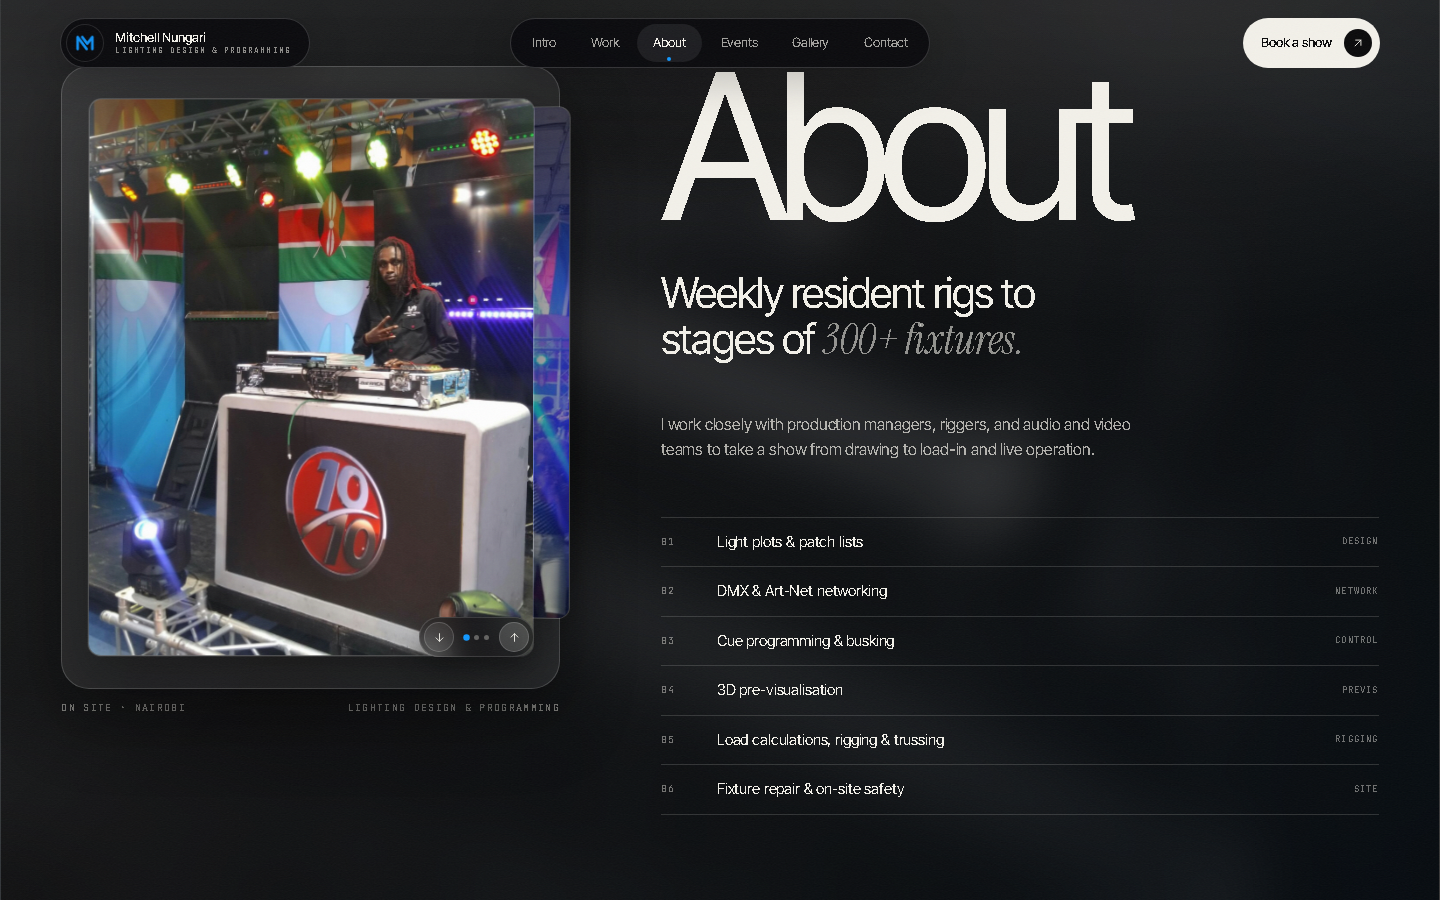 Mitchell Nungari
LIGHTING DESIGN & PROGRAMMING
Intro
Work
About
Events
Gallery
Contact
Book a show
About
Weekly resident rigs to
stages of 300+ fixtures.
I work closely with production managers, riggers, and audio and video
teams to take a show from drawing to load-in and live operation.
10
10
ON SITE · NAIROBI
LIGHTING DESIGN & PROGRAMMING
01 Light plots & patch lists DESIGN
02 DMX & Art-Net networking NETWORK
03 Cue programming & busking CONTROL
04 3D pre-visualisation PREVIS
05 Load calculations, rigging & trussing RIGGING
06 Fixture repair & on-site safety SITE